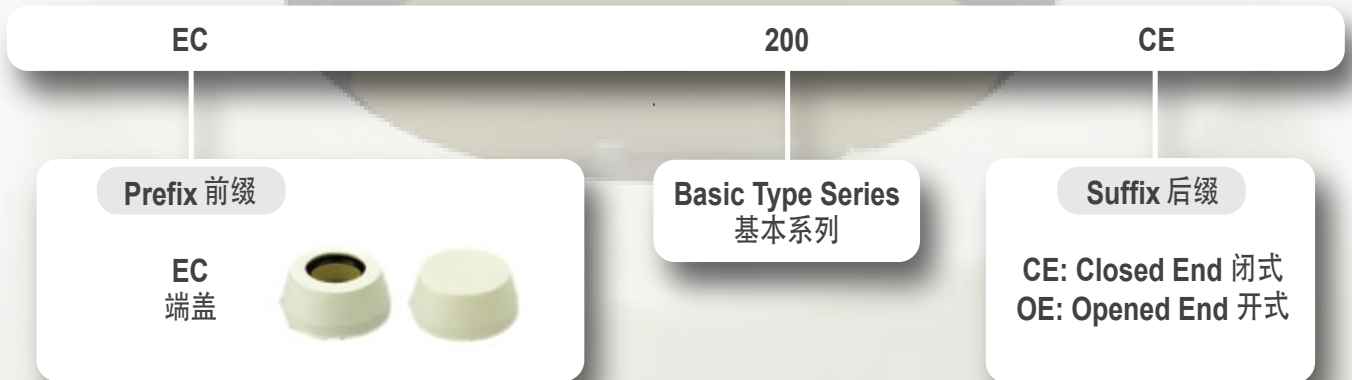 EC 200 CE
Prefix 前缀
EC
端盖
Basic Type Series
基本系列
Suffix 后缀
CE: Closed End 闭式
OE: Opened End 开式